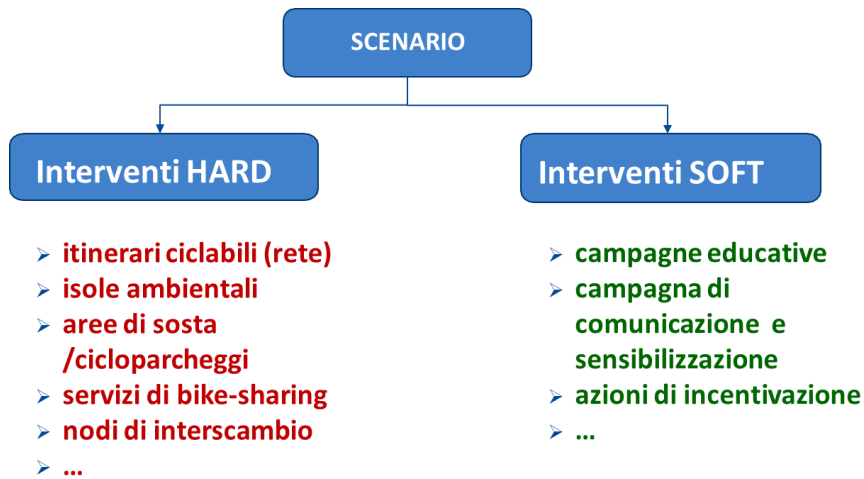 SCENARIO
Interventi HARD
itinerari ciclabili (rete)
isole ambientali
aree di sosta
/cicloparcheggi
servizi di bike-sharing
nodi di interscambio
...
Interventi SOFT
campagne educative
campagna di
comunicazione e
sensibilizzazione
azioni di incentivazione
...